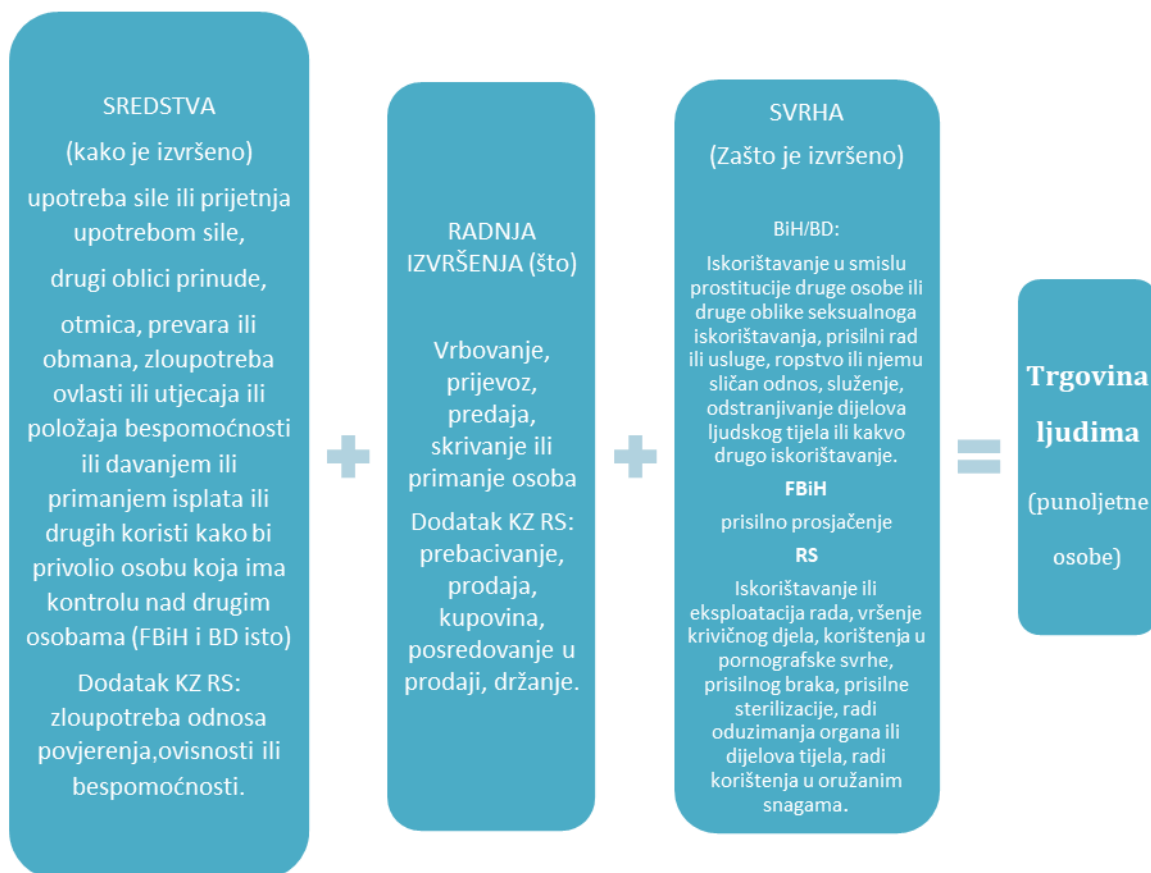 SREDSTVA
(kako je izvršeno)
upotreba sile ili prijetnja
upotrebom sile,
drugi oblici prinude,
otmica, prevara ili
obmana, zloupotreba
ovlasti ili utjecaja ili
položaja bespomoćnosti
ili davanjem ili
primanjem isplata ili
drugih koristi kako bi
privolio osobu koja ima
kontrolu nad drugim
osobama (FBiH i BD isto)
Dodatak KZ RS:
zloupotreba odnosa
povjerenja,ovisnosti ili
bespomoćnosti.
+
RADNJA
IZVRŠENJA (što)
Vrbovanje,
prijevoz,
predaja,
skrivanje ili
primanje osoba
Dodatak KZ RS:
prebacivanje,
prodaja,
kupovina,
posredovanje u
prodaji, držanje.
+
SVRHA
(Zašto je izvršeno)
BiH/BD:
Iskorištavanje u smislu
prostitucije druge osobe ili
druge oblike seksualnoga
iskorištavanja, prisilni rad
ili usluge, ropstvo ili njemu
sličan odnos, služenje,
odstranjivanje dijelova
ljudskog tijela ili kakvo
drugo iskorištavanje.
FBiH
prisilno prosjačenje
RS
Iskorištavanje ili
eksploatacija rada, vršenje
krivičnog djela, korištenja u
pornografske svrhe,
prisilnog braka, prisilne
sterilizacije, radi
oduzimanja organa ili
dijelova tijela, radi
korištenja u oružanim
snagama.
=
Trgovina
ljudima
(punoljetne
osobe)